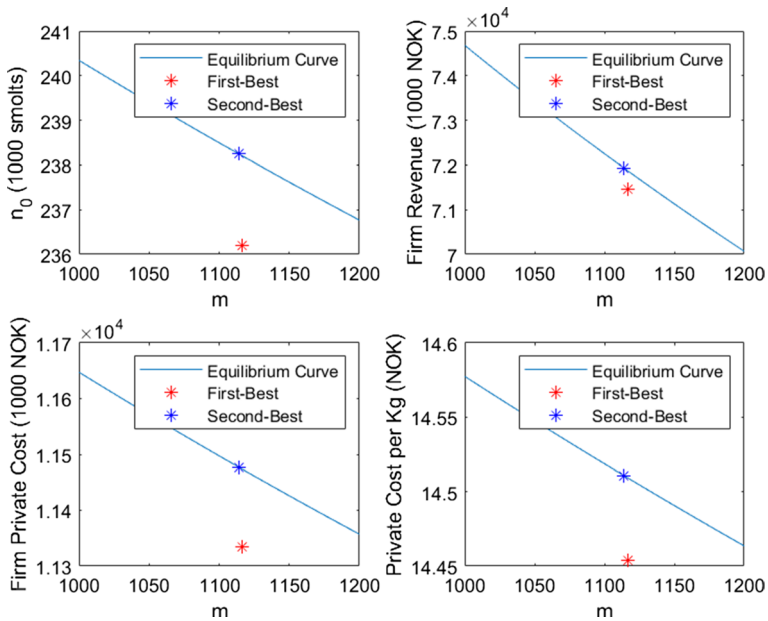 241
240
239
238
237
236
n0 (1000 smolts)
Equilibrium Curve
First-Best
Second-Best
1000 1050 1100 1150 1200
m
×10^4
7.5
7.4
7.3
7.2
7.1
7
Firm Revenue (1000 NOK)
Equilibrium Curve
First-Best
Second-Best
1000 1050 1100 1150 1200
m
×10^4
1.17
1.16
1.15
1.14
1.13
Firm Private Cost (1000 NOK)
Equilibrium Curve
First-Best
Second-Best
1000 1050 1100 1150 1200
m
14.6
14.55
14.5
14.45
Private Cost per Kg (NOK)
Equilibrium Curve
First-Best
Second-Best
1000 1050 1100 1150 1200
m